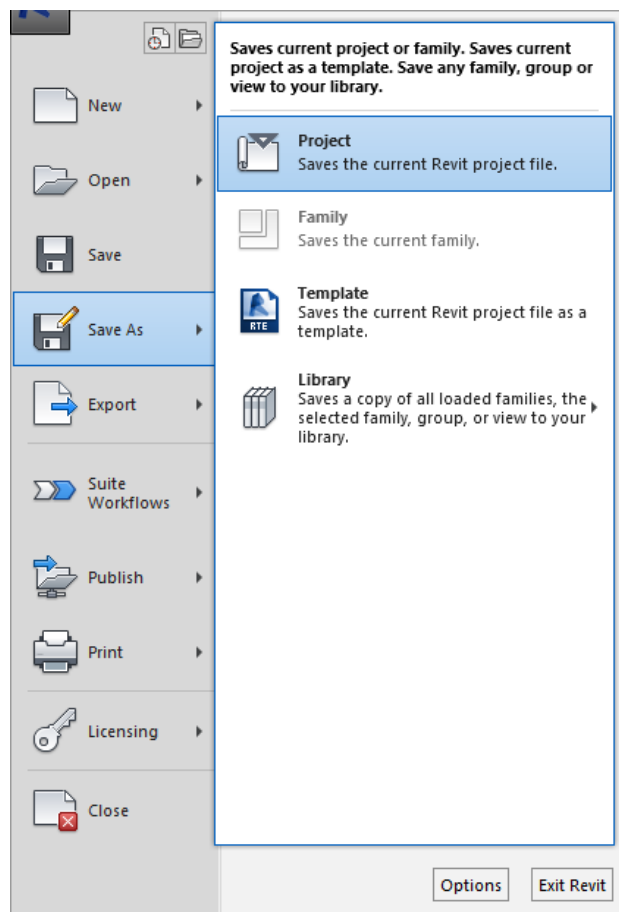 New
Open
Save
Save As
Export
Suite
Workflows
Publish
Print
Licensing
Close
Saves current project or family. Saves current
project as a template. Save any family, group or
view to your library.
Project
Saves the current Revit project file.
Family
Saves the current family.
Template
Saves the current Revit project file as a
template.
RTE
Library
Saves a copy of all loaded families, the
selected family, group, or view to your
library.
Options
Exit Revit